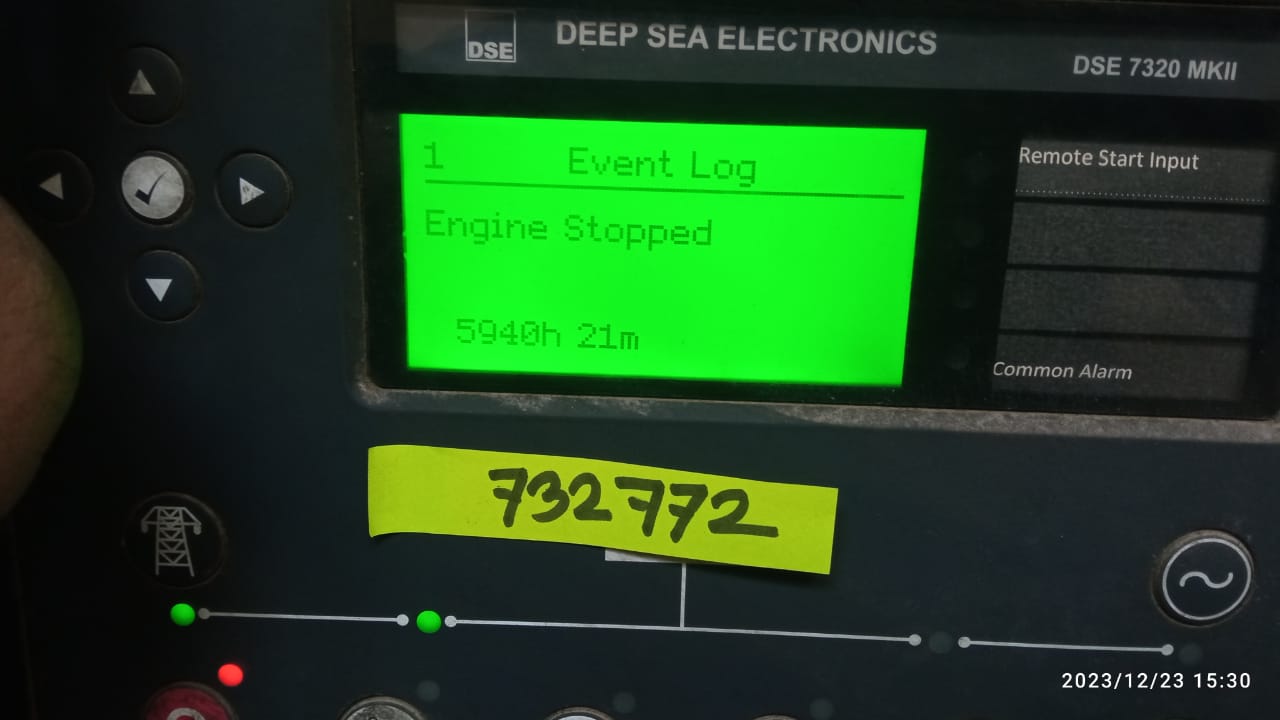 DSE
DEEP SEA ELECTRONICS
DSE 7320 MKII
1 Event Log
Engine Stopped
5940h 21m
Remote Start Input
Common Alarm
732772
2023/12/23 15:30